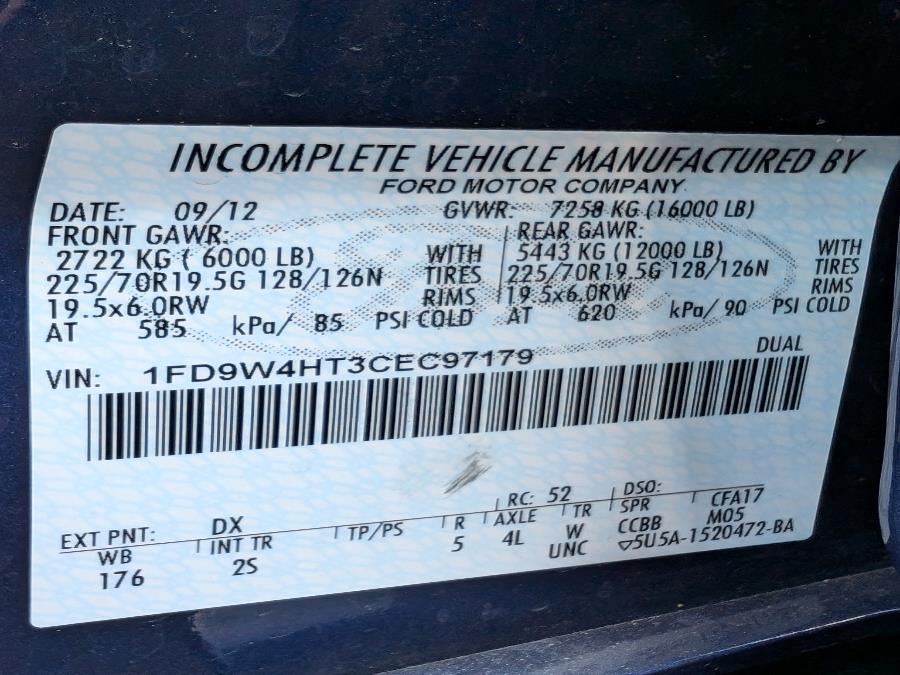 INCOMPLETE VEHICLE MANUFACTURED BY
FORD MOTOR COMPANY
DATE: 09/12 GVWR: 7258 KG (16000 LB)
FRONT GAWR: REAR GAWR:
2722 KG ( 6000 LB) WITH 5443 KG (12000 LB) WITH
225/70R19.5G 128/126N TIRES 225/70R19.5G 128/126N TIRES
19.5x6.0RW RIMS 19.5x6.0RW RIMS
AT 585 kPa/ 85 PSI COLD AT 620 kPa/ 90 PSI COLD
DUAL
VIN: 1FD9W4HT3CEC97179
EXT PNT: DX RC: 52 DSO:
WB INT TR TP/PS R AXLE TR SPR CFA17
176 2S 5 4L W CCBB M05
UNC ▽5U5A-1520472-BA